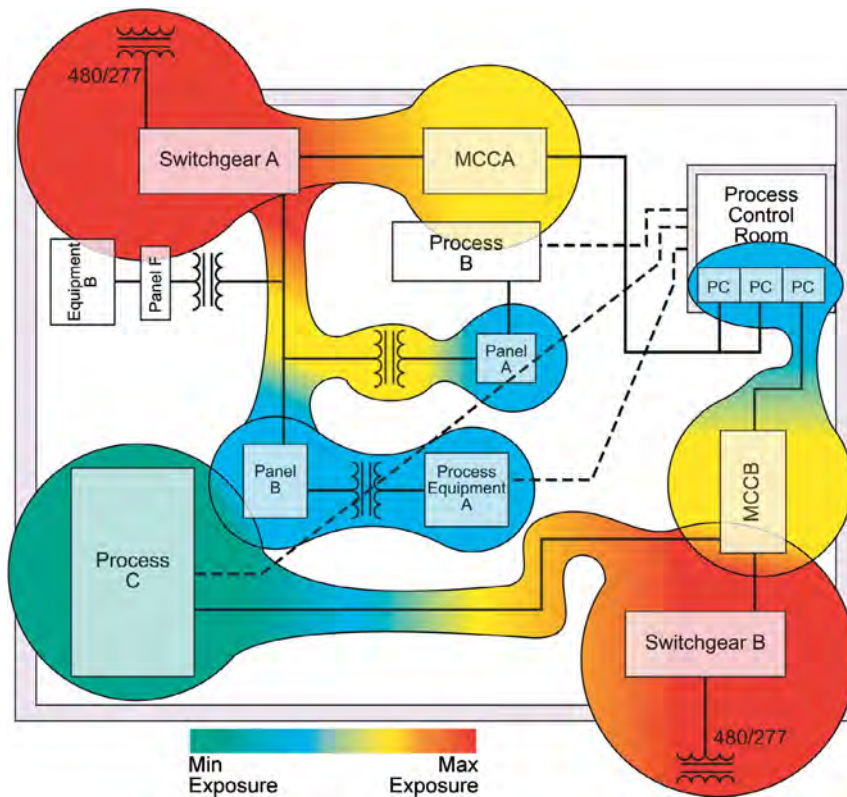 480/277
Switchgear A
MCCA
Process
Control
Room
PC PC PC
Process
B
Equipment
B
Panel F
Panel
A
Panel
B
Process
Equipment
A
MCCB
Process
C
Switchgear B
480/277
Min
Exposure
Max
Exposure